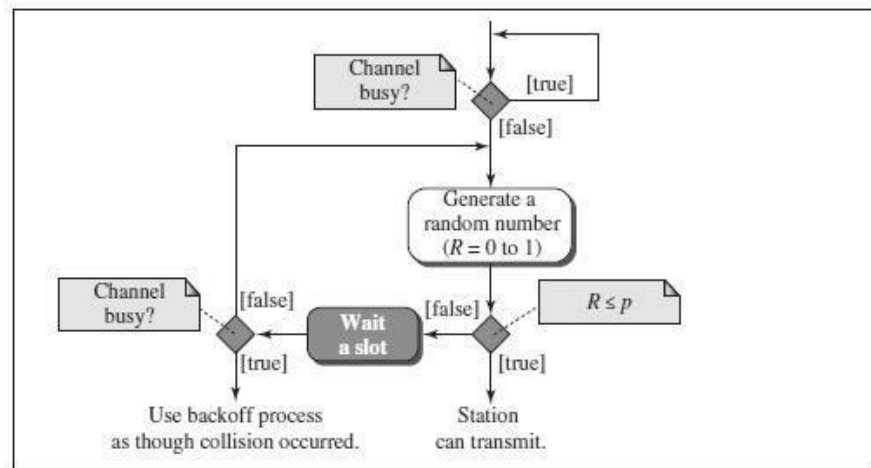 Channel
busy?
[true]
[false]
Generate a
random number
(R = 0 to 1)
Channel
busy?
[false]
Wait
a slot
[false]
R ≤ p
[true]
[true]
Use backoff process
as though collision occurred.
Station
can transmit.